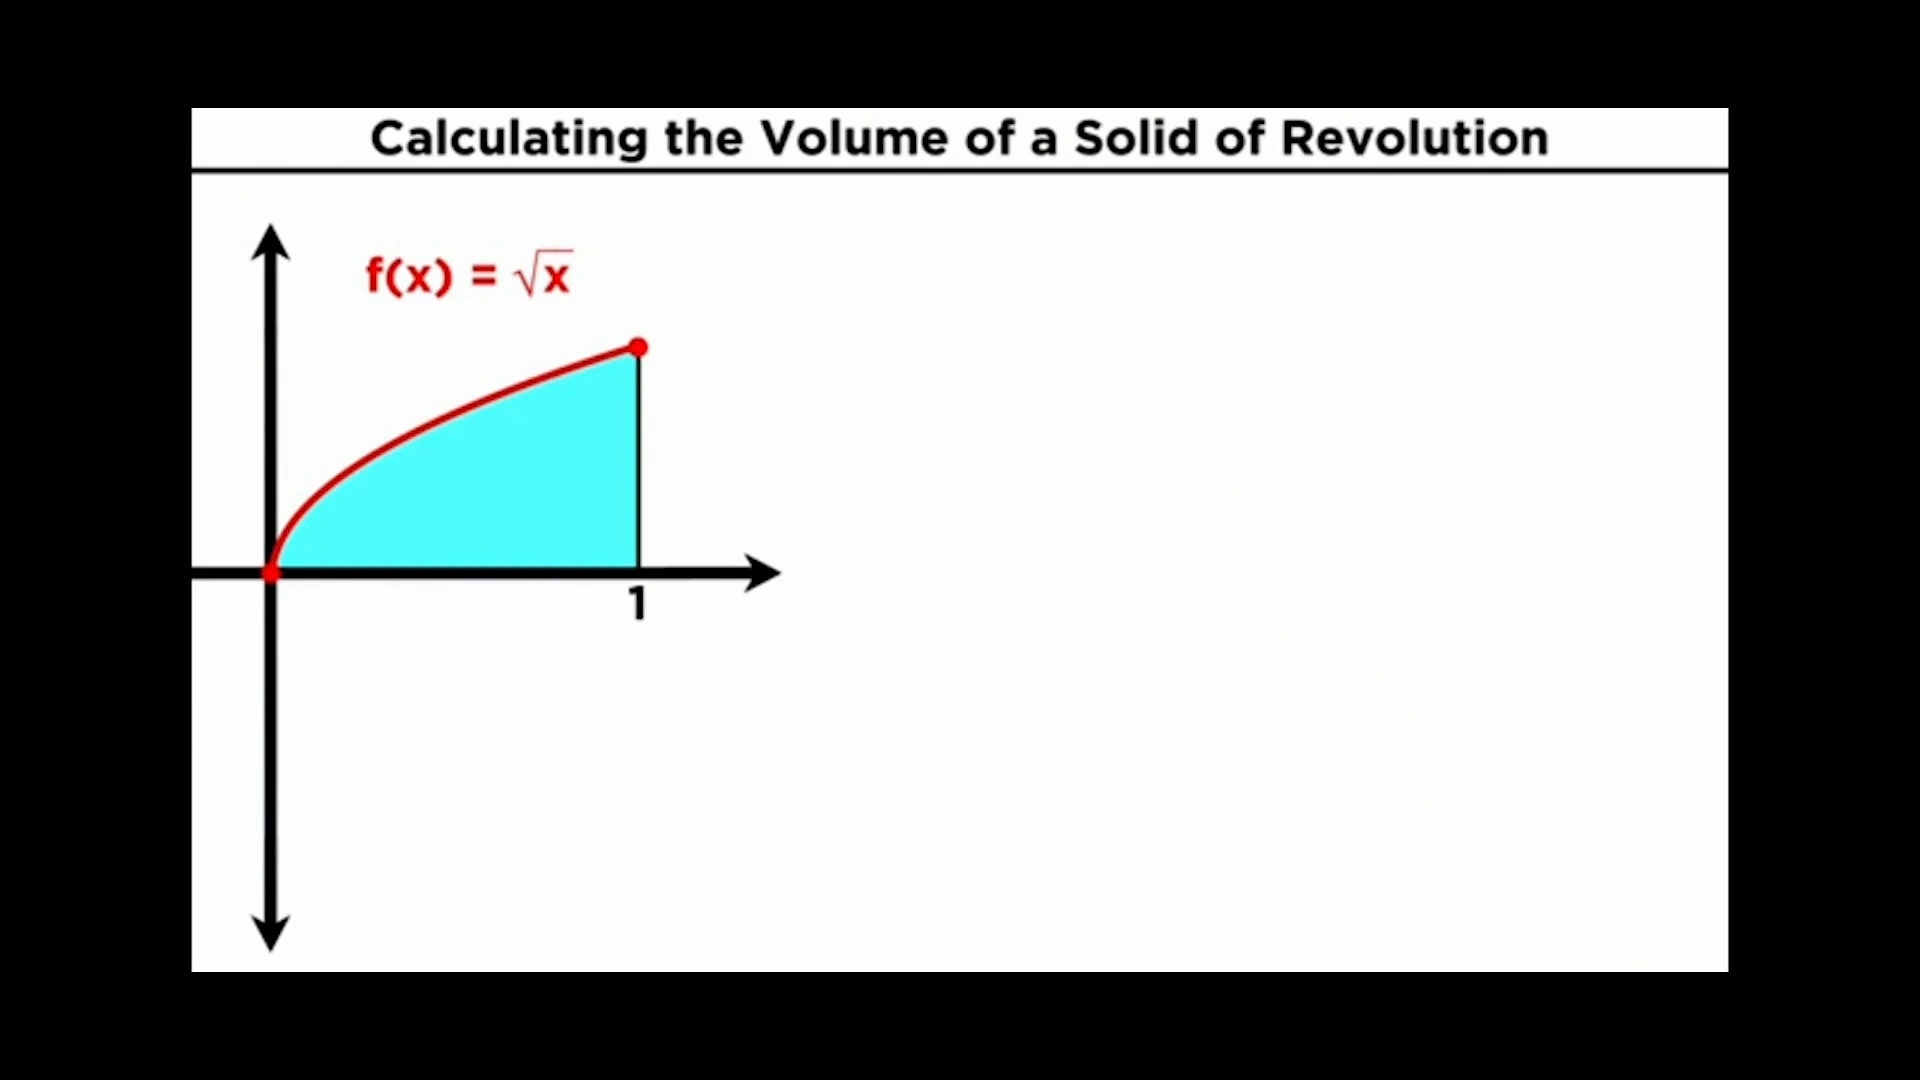 Calculating the Volume of a Solid of Revolution
f(x) = √x
1